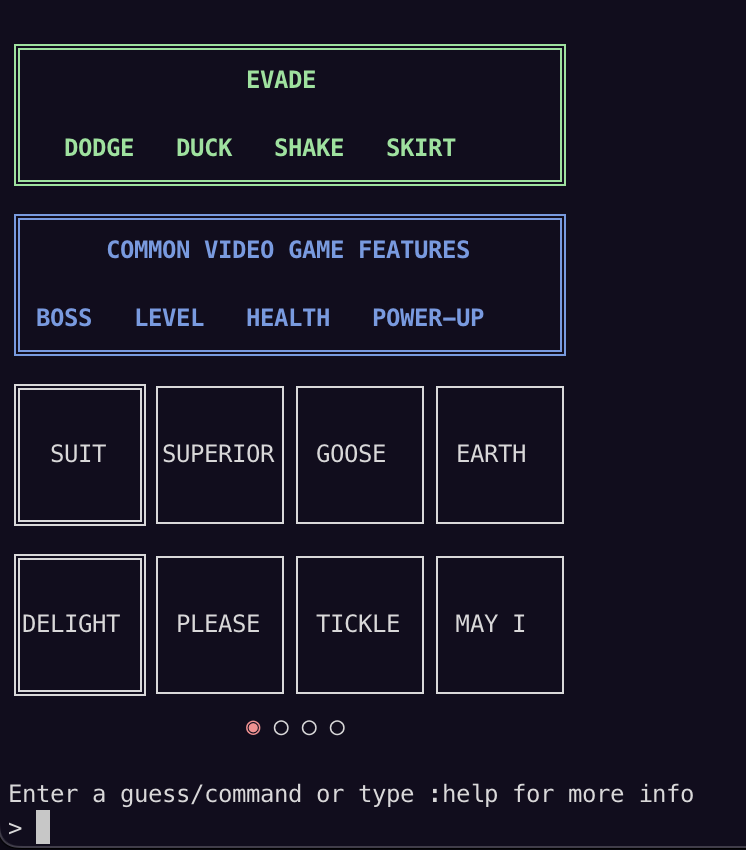 EVADE
DODGE DUCK SHAKE SKIRT
COMMON VIDEO GAME FEATURES
BOSS LEVEL HEALTH POWER-UP
SUIT SUPERIOR GOOSE EARTH
DELIGHT PLEASE TICKLE MAY I
Enter a guess/command or type :help for more info
>